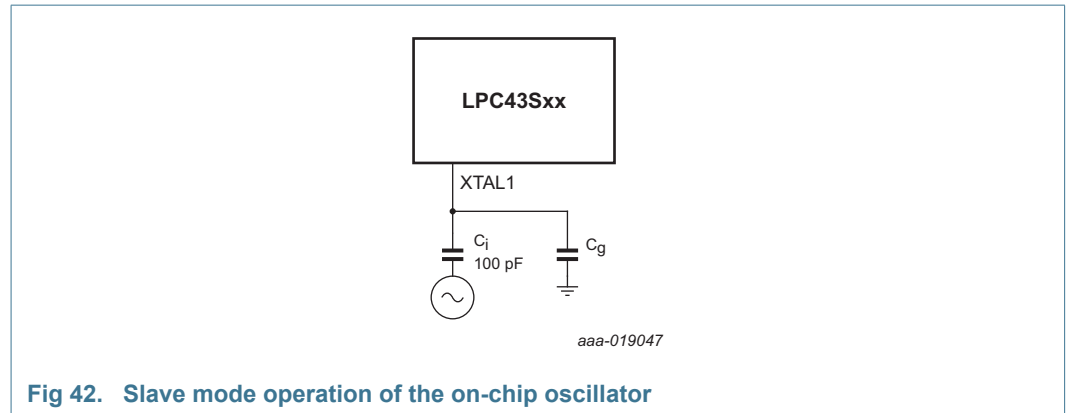 LPC43Sxx
XTAL1
Ci
100 pF
Cg
aaa-019047
Fig 42. Slave mode operation of the on-chip oscillator